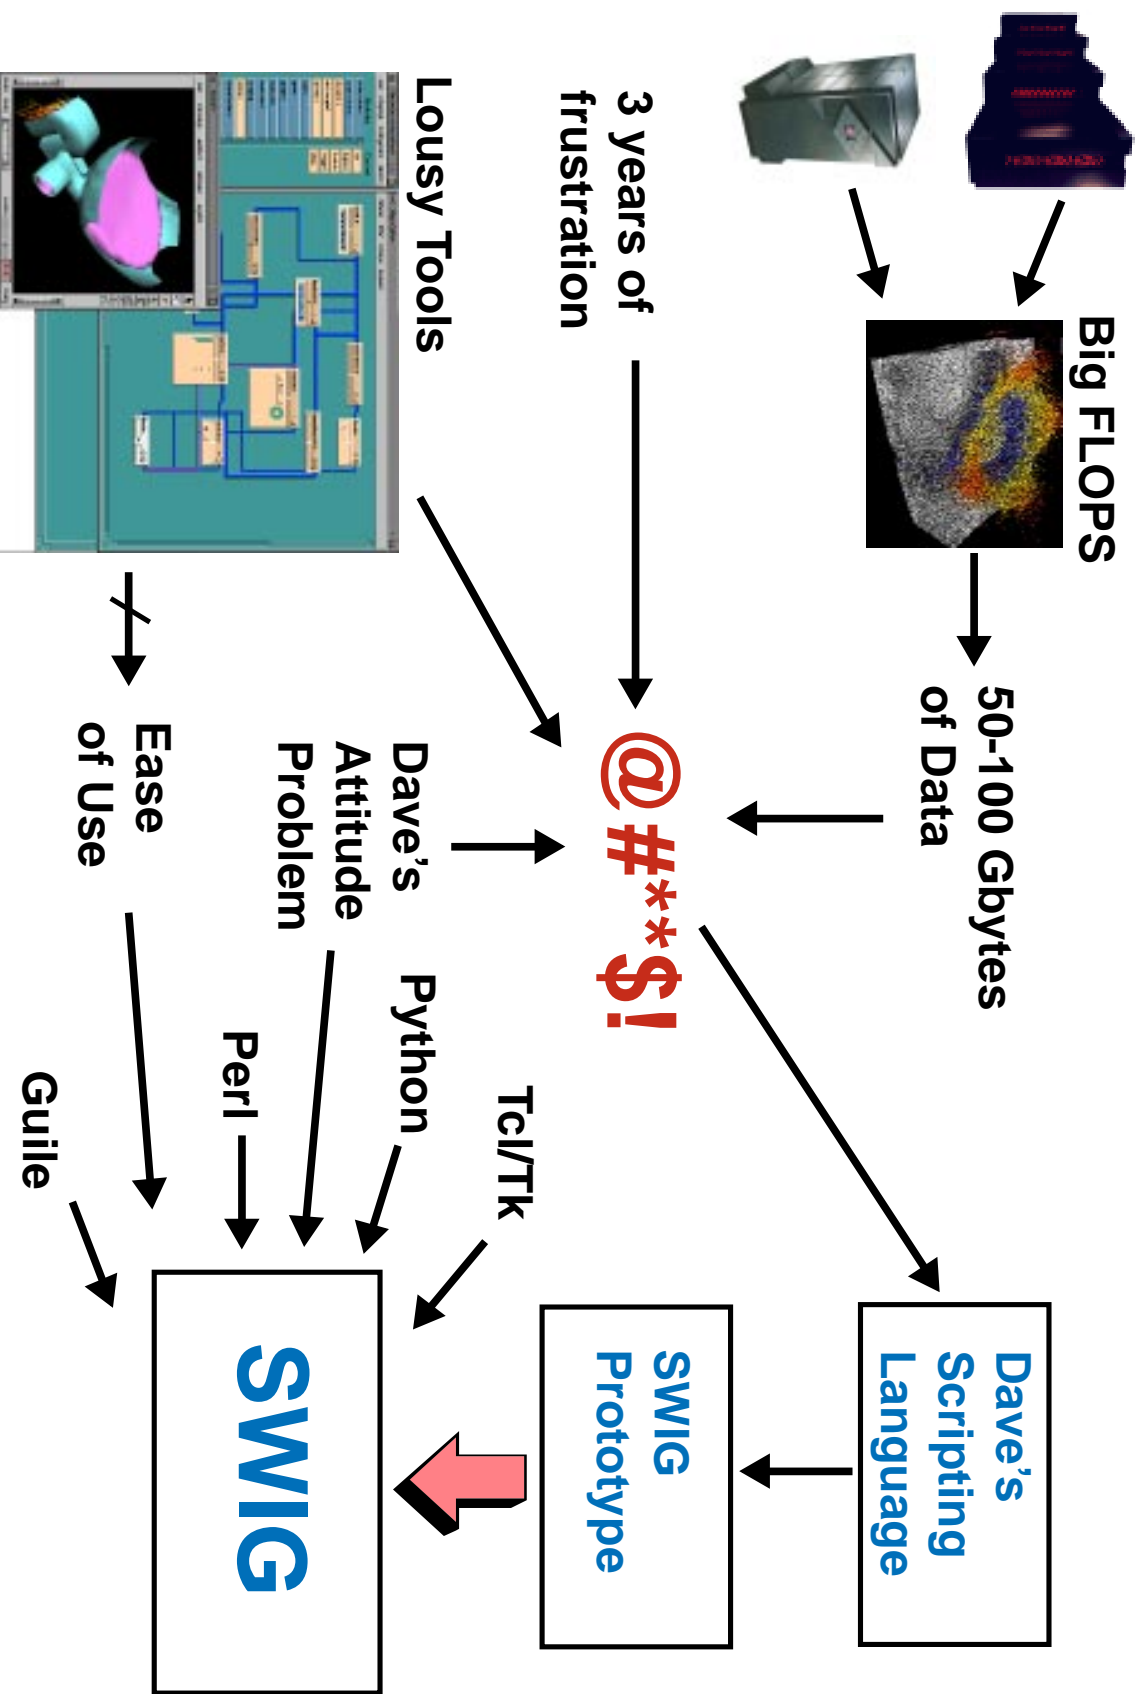 Big FLOPS
50-100 Gbytes
of Data
3 years of
frustration
@#**$!
Lousy Tools
Dave's
Attitude
Problem
Ease
of Use
Tcl/Tk
Python
Perl
Guile
Dave's
Scripting
Language
SWIG
Prototype
SWIG